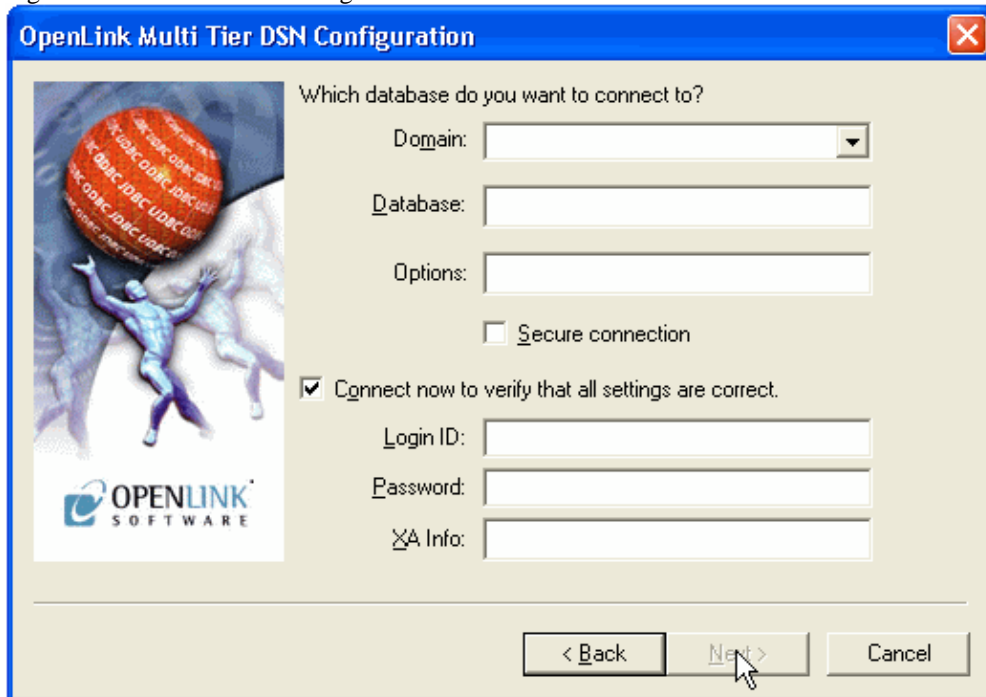 OpenLink Multi Tier DSN Configuration
Which database do you want to connect to?
Domain:
Database:
Options:
Secure connection
Connect now to verify that all settings are correct.
Login ID:
Password:
XA Info:
OPENLINK
SOFTWARE
< Back
Next >
Cancel